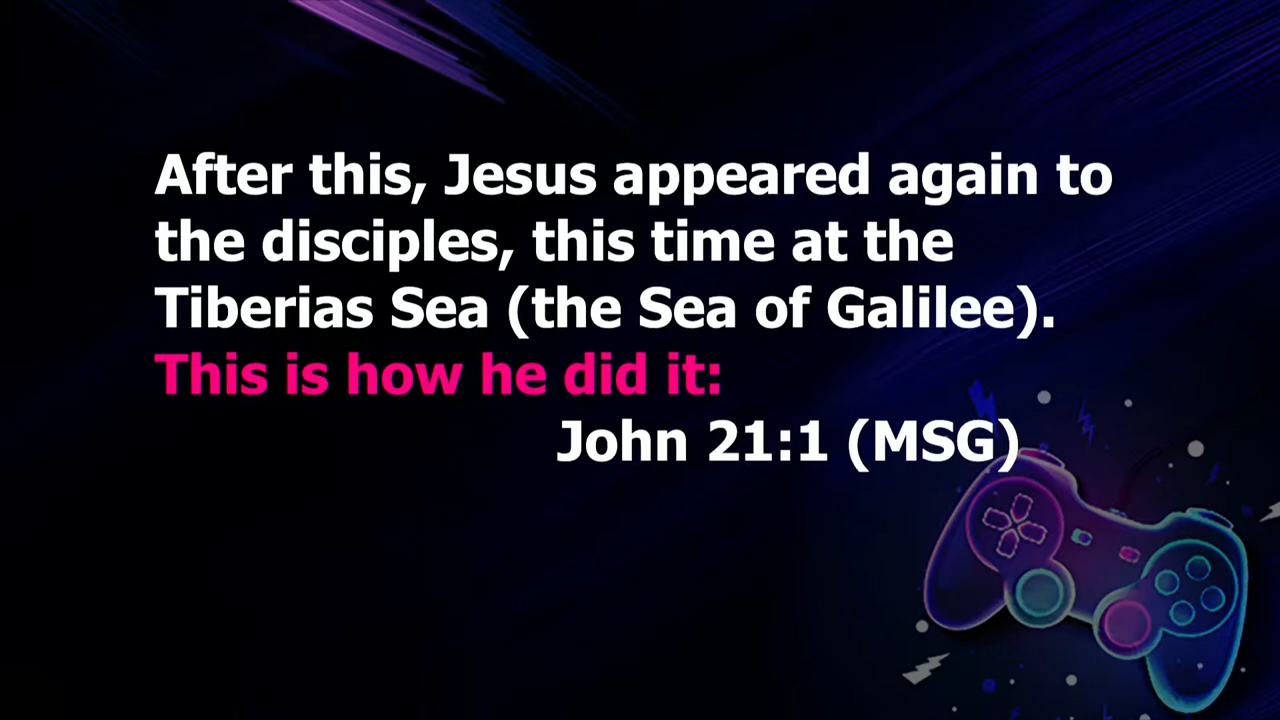 After this, Jesus appeared again to
the disciples, this time at the
Tiberias Sea (the Sea of Galilee).
This is how he did it:
John 21:1 (MSG)